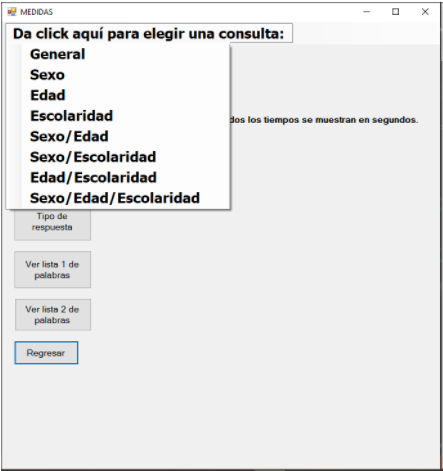 MEDIDAS
Da click aquí para elegir una consulta:
General
Sexo
Edad
Escolaridad
dos los tiempos se muestran en segundos.
Sexo/Edad
Sexo/Escolaridad
Edad/Escolaridad
Sexo/Edad/Escolaridad
Tipo de
respuesta
Ver lista 1 de
palabras
Ver lista 2 de
palabras
Regresar